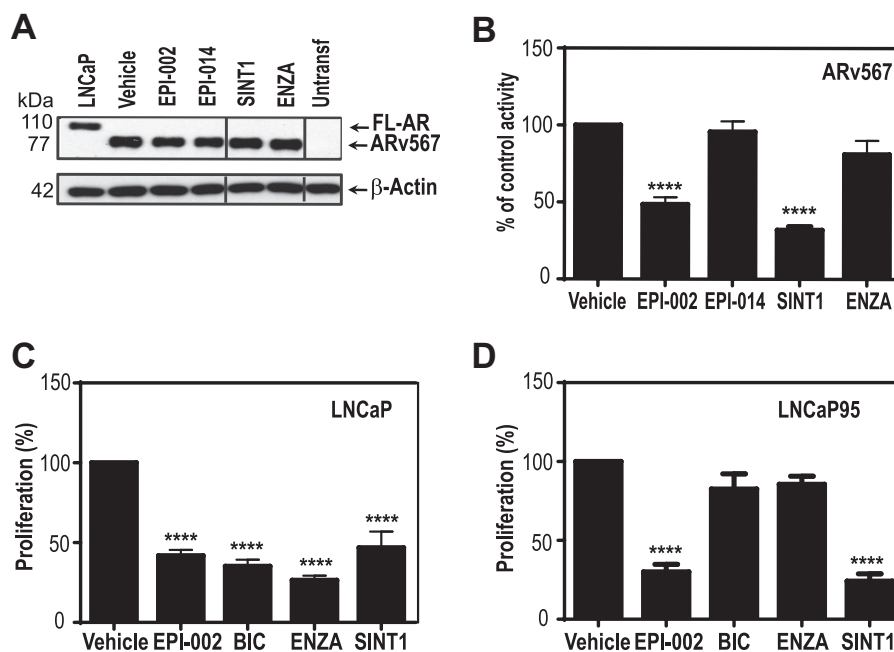 A
kDa
LNCaP
Vehicle
EPI-002
EPI-014
SINT1
ENZA
Untransf
110
77
←FL-AR
←ARv567
42
←β-Actin
B
% of control activity
150
100
50
0
ARv567
****
****
Vehicle EPI-002 EPI-014 SINT1 ENZA
C
Proliferation (%)
150
100
50
0
LNCaP
**** **** **** ****
Vehicle EPI-002 BIC ENZA SINT1
D
Proliferation (%)
150
100
50
0
LNCaP95
****
****
Vehicle EPI-002 BIC ENZA SINT1